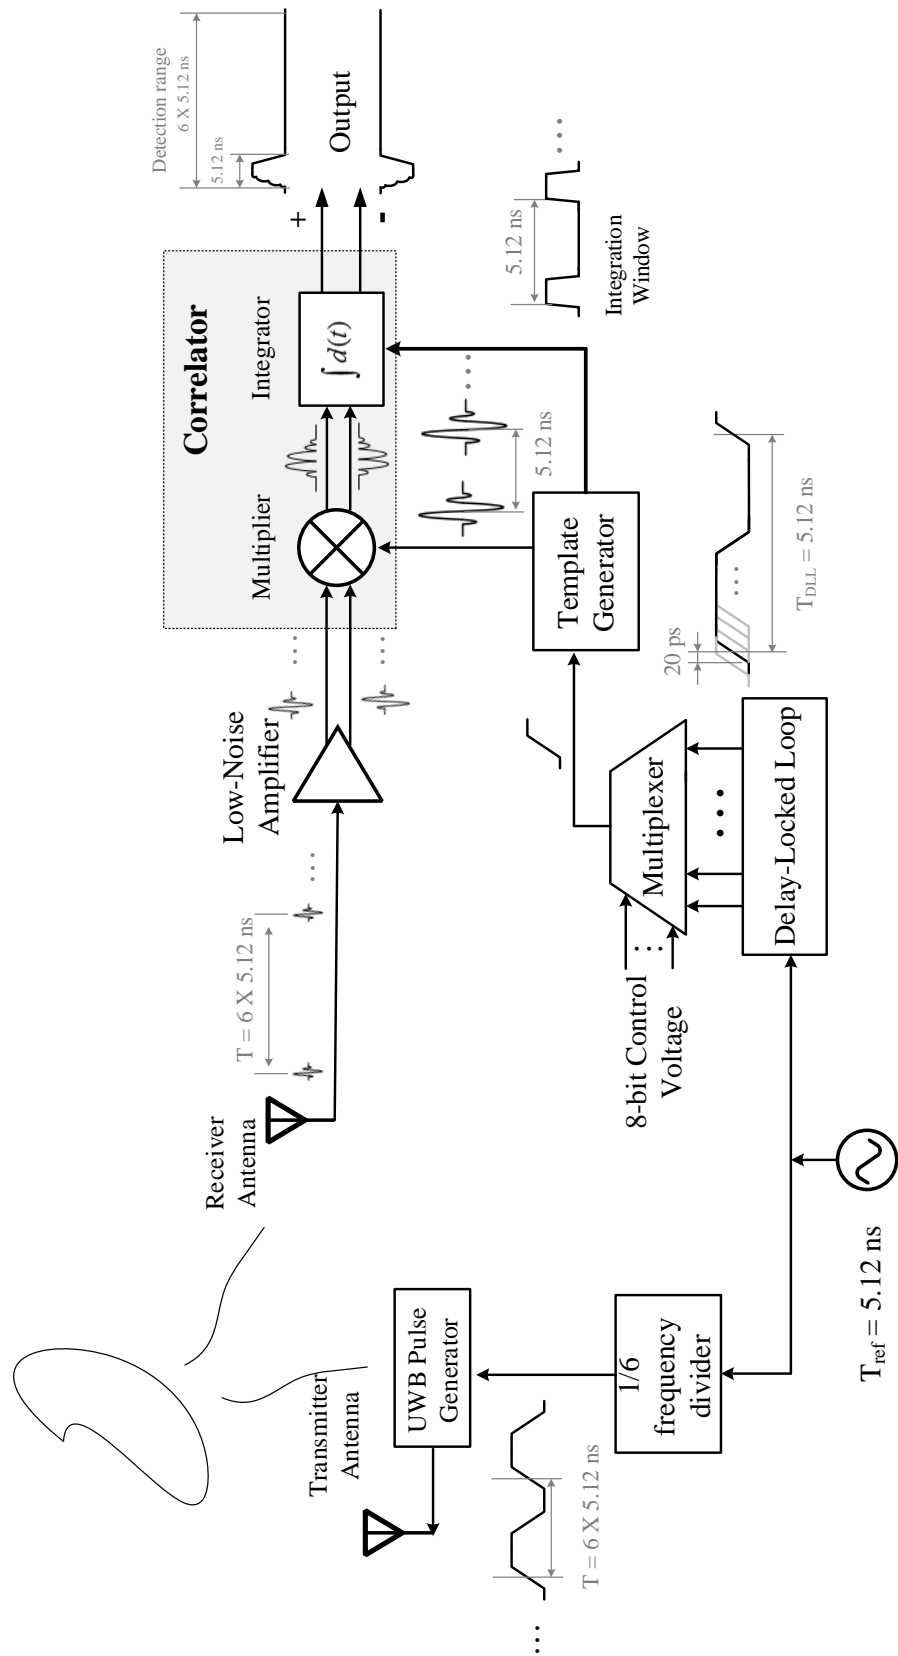 Detection range
6 X 5.12 ns
5.12 ns
Output
+
-
Correlator
Integrator
∫ d(t)
Multiplier
5.12 ns
Integration
Window
...
5.12 ns
...
Template
Generator
Low-Noise
Amplifier
...
...
T = 6 X 5.12 ns
...
Receiver
Antenna
20 ps
...
T_DLL = 5.12 ns
Multiplexer
8-bit Control
Voltage
...
...
Delay-Locked Loop
T_ref = 5.12 ns
1/6
frequency
divider
UWB Pulse
Generator
Transmitter
Antenna
T = 6 X 5.12 ns
...